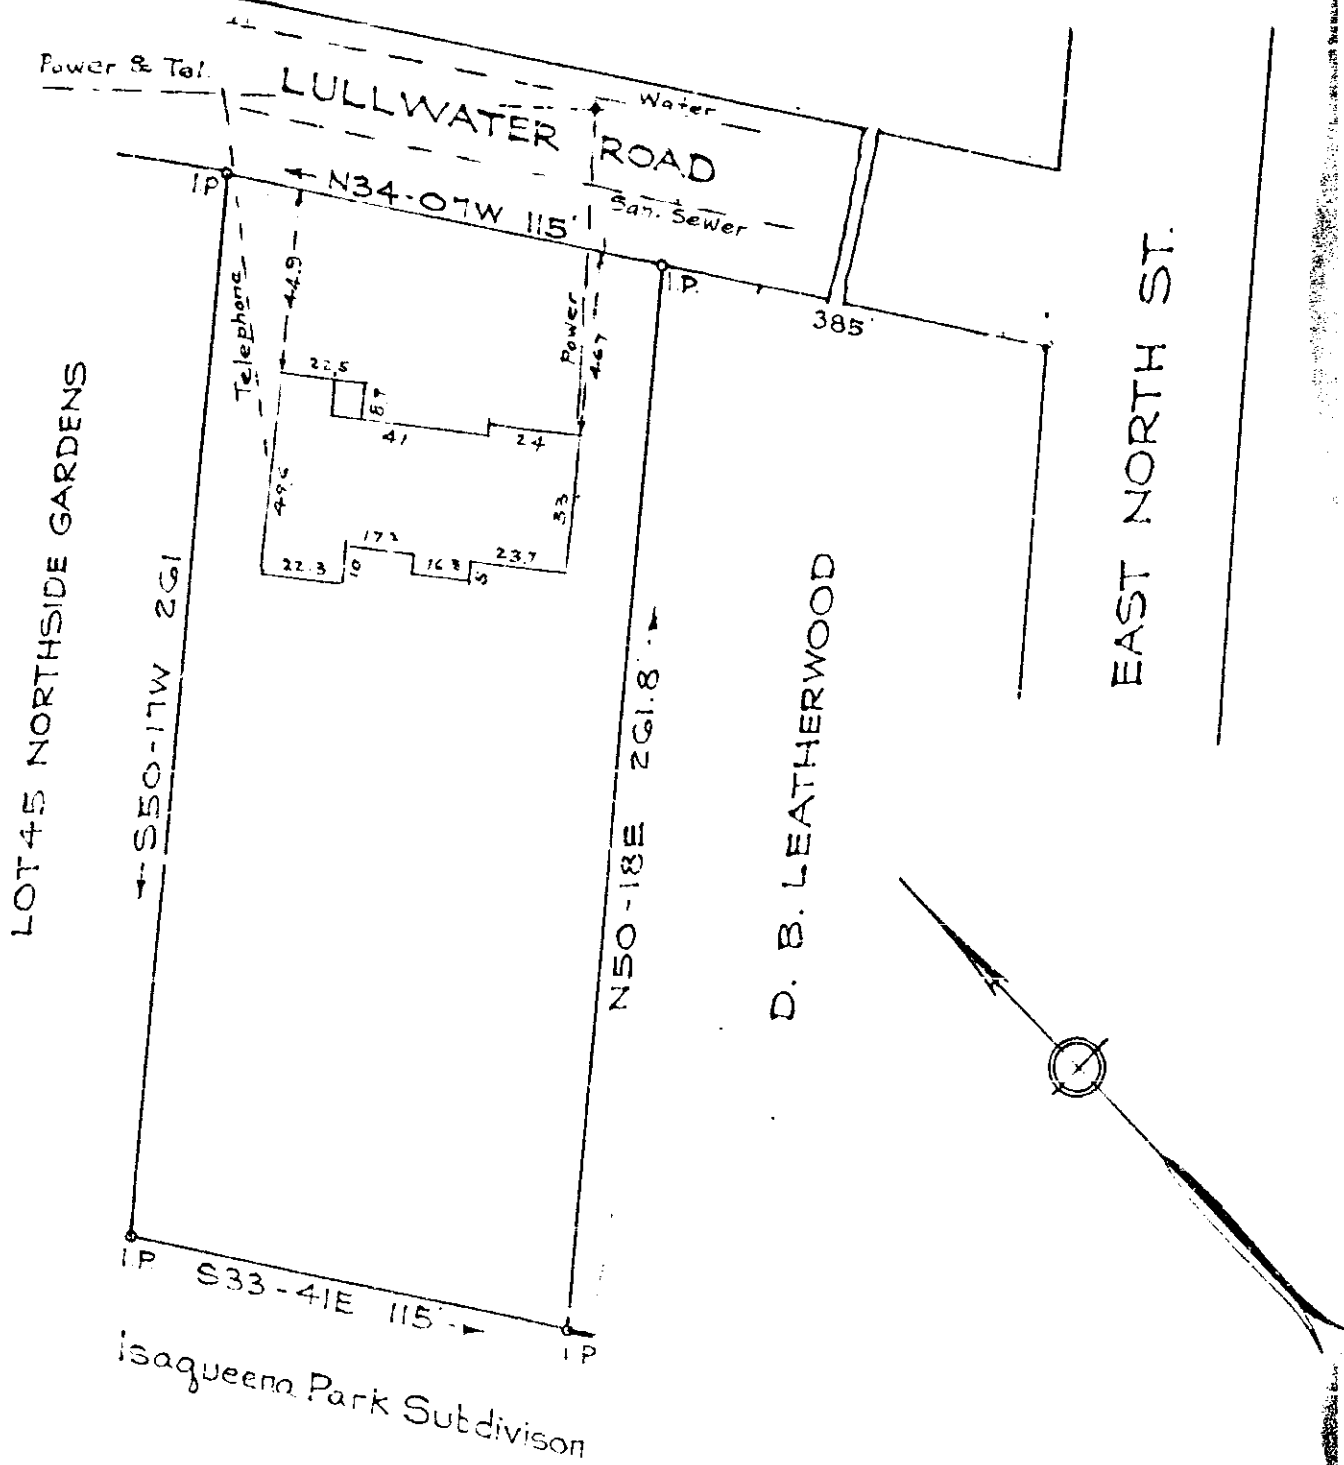 Power & Tel.
LULLWATER ROAD
Water
I.P.
N34-07W 115'
San. Sewer
I.P.
385'
Telephone
44.9
Power
46.7
22.5
8.7
41
24
49.6
33
17.2
22.3
10
16.8
5
23.7
LOT 45 NORTHSIDE GARDENS
S50-17W 261
N50-18E 261.8'
D. B. LEATHERWOOD
EAST NORTH ST.
I.P.
S33-41E 115'
I.P
Isaqueena Park Subdivison